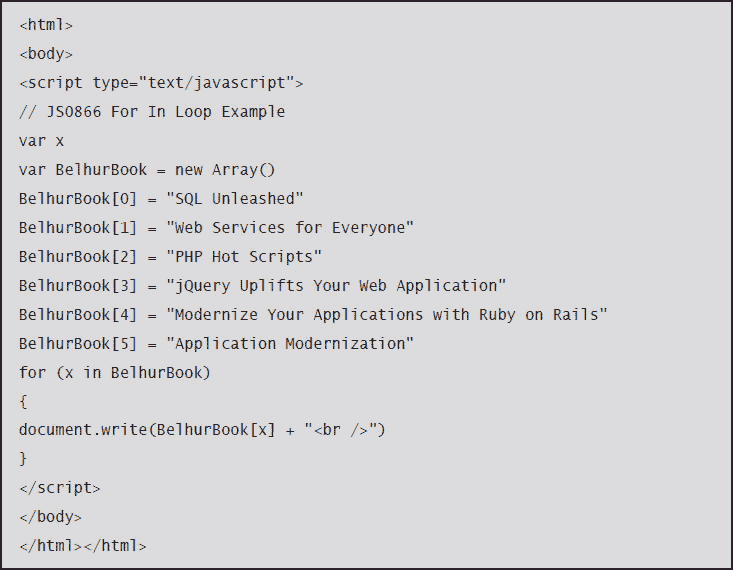 <html>
<body>
<script type="text/javascript">
// JS0866 For In Loop Example
var x
var BelhurBook = new Array()
BelhurBook[0] = "SQL Unleashed"
BelhurBook[1] = "Web Services for Everyone"
BelhurBook[2] = "PHP Hot Scripts"
BelhurBook[3] = "jQuery Uplifts Your Web Application"
BelhurBook[4] = "Modernize Your Applications with Ruby on Rails"
BelhurBook[5] = "Application Modernization"
for (x in BelhurBook)
{
document.write(BelhurBook[x] + "<br />")
}
</script>
</body>
</html></html>